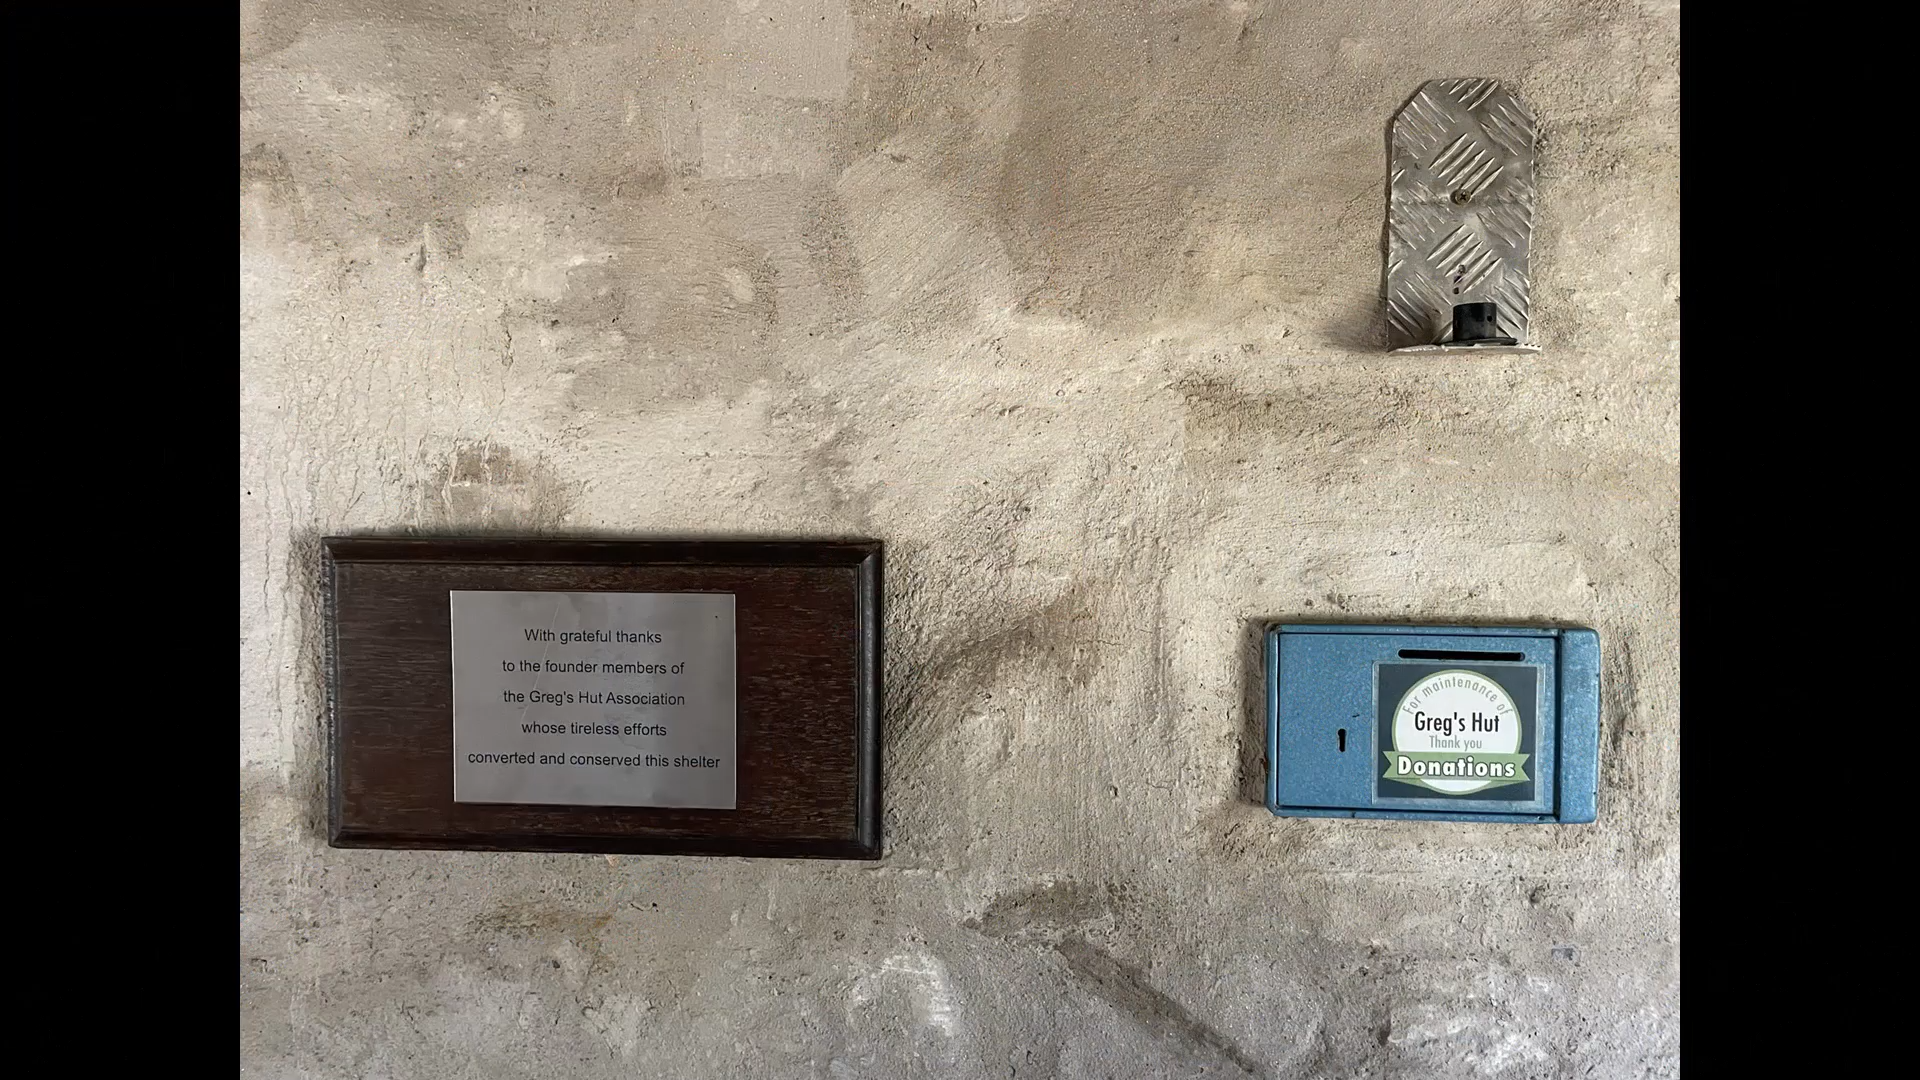 With grateful thanks
to the founder members of
the Greg's Hut Association
whose tireless efforts
converted and conserved this shelter
For maintenance of
Greg's Hut
Thank you
Donations